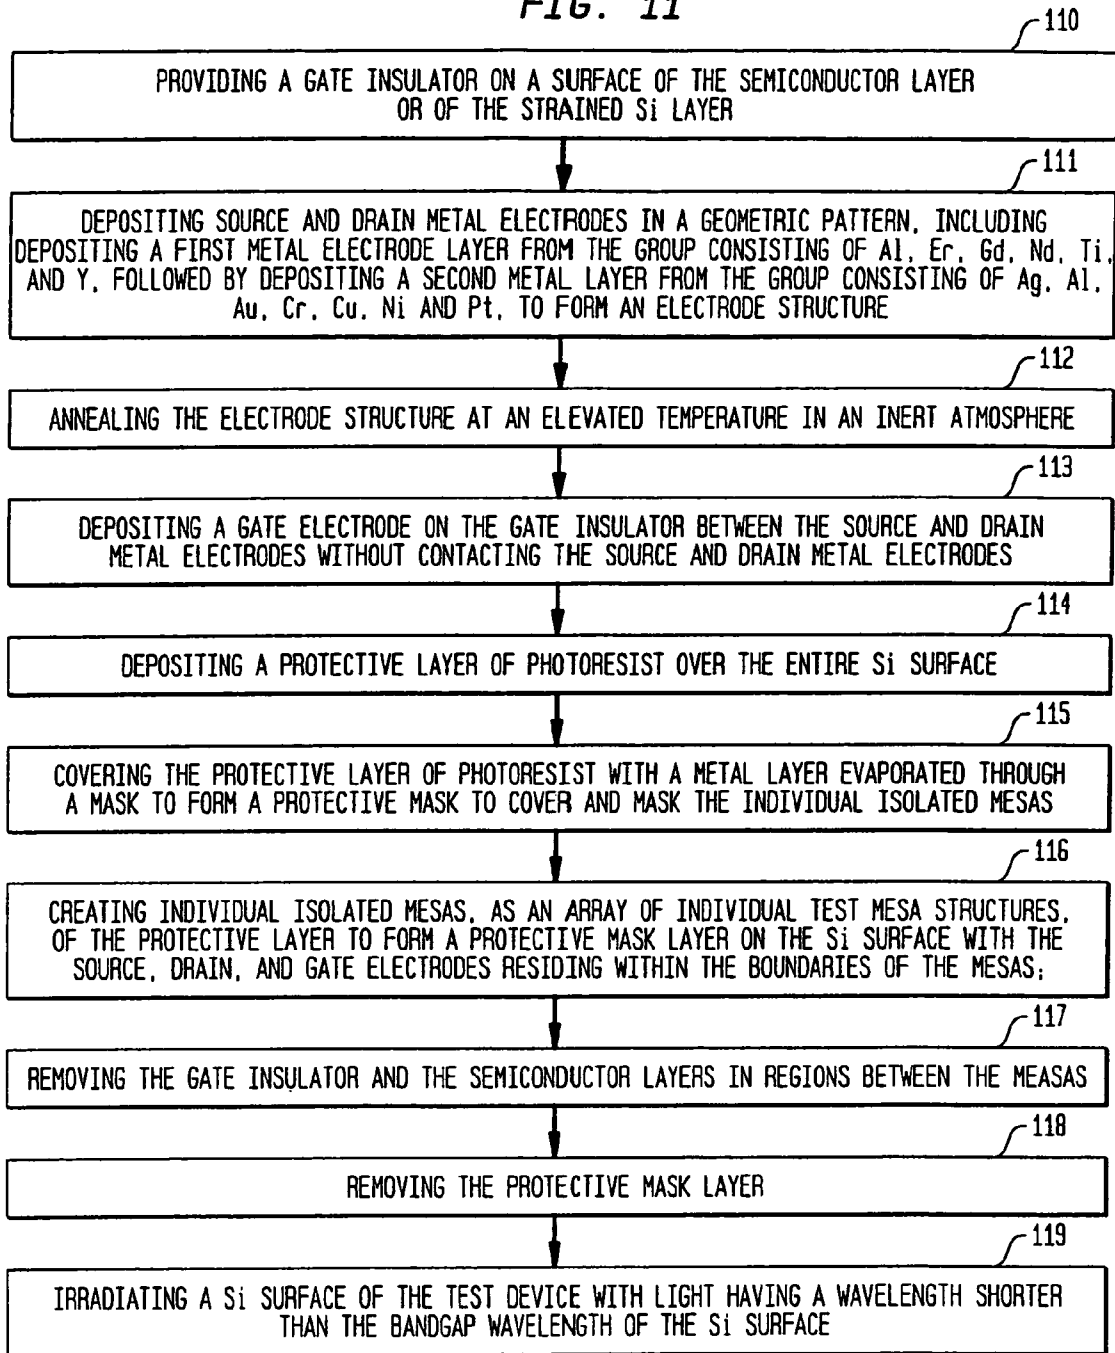 FIG. 11
110
PROVIDING A GATE INSULATOR ON A SURFACE OF THE SEMICONDUCTOR LAYER
OR OF THE STRAINED Si LAYER
111
DEPOSITING SOURCE AND DRAIN METAL ELECTRODES IN A GEOMETRIC PATTERN, INCLUDING
DEPOSITING A FIRST METAL ELECTRODE LAYER FROM THE GROUP CONSISTING OF Al, Er, Gd, Nd, Ti,
AND Y, FOLLOWED BY DEPOSITING A SECOND METAL LAYER FROM THE GROUP CONSISTING OF Ag, Al,
Au, Cr, Cu, Ni AND Pt, TO FORM AN ELECTRODE STRUCTURE
112
ANNEALING THE ELECTRODE STRUCTURE AT AN ELEVATED TEMPERATURE IN AN INERT ATMOSPHERE
113
DEPOSITING A GATE ELECTRODE ON THE GATE INSULATOR BETWEEN THE SOURCE AND DRAIN
METAL ELECTRODES WITHOUT CONTACTING THE SOURCE AND DRAIN METAL ELECTRODES
114
DEPOSITING A PROTECTIVE LAYER OF PHOTORESIST OVER THE ENTIRE Si SURFACE
115
COVERING THE PROTECTIVE LAYER OF PHOTORESIST WITH A METAL LAYER EVAPORATED THROUGH
A MASK TO FORM A PROTECTIVE MASK TO COVER AND MASK THE INDIVIDUAL ISOLATED MESAS
116
CREATING INDIVIDUAL ISOLATED MESAS, AS AN ARRAY OF INDIVIDUAL TEST MESA STRUCTURES,
OF THE PROTECTIVE LAYER TO FORM A PROTECTIVE MASK LAYER ON THE Si SURFACE WITH THE
SOURCE, DRAIN, AND GATE ELECTRODES RESIDING WITHIN THE BOUNDARIES OF THE MESAS;
117
REMOVING THE GATE INSULATOR AND THE SEMICONDUCTOR LAYERS IN REGIONS BETWEEN THE MEASAS
118
REMOVING THE PROTECTIVE MASK LAYER
119
IRRADIATING A Si SURFACE OF THE TEST DEVICE WITH LIGHT HAVING A WAVELENGTH SHORTER
THAN THE BANDGAP WAVELENGTH OF THE Si SURFACE